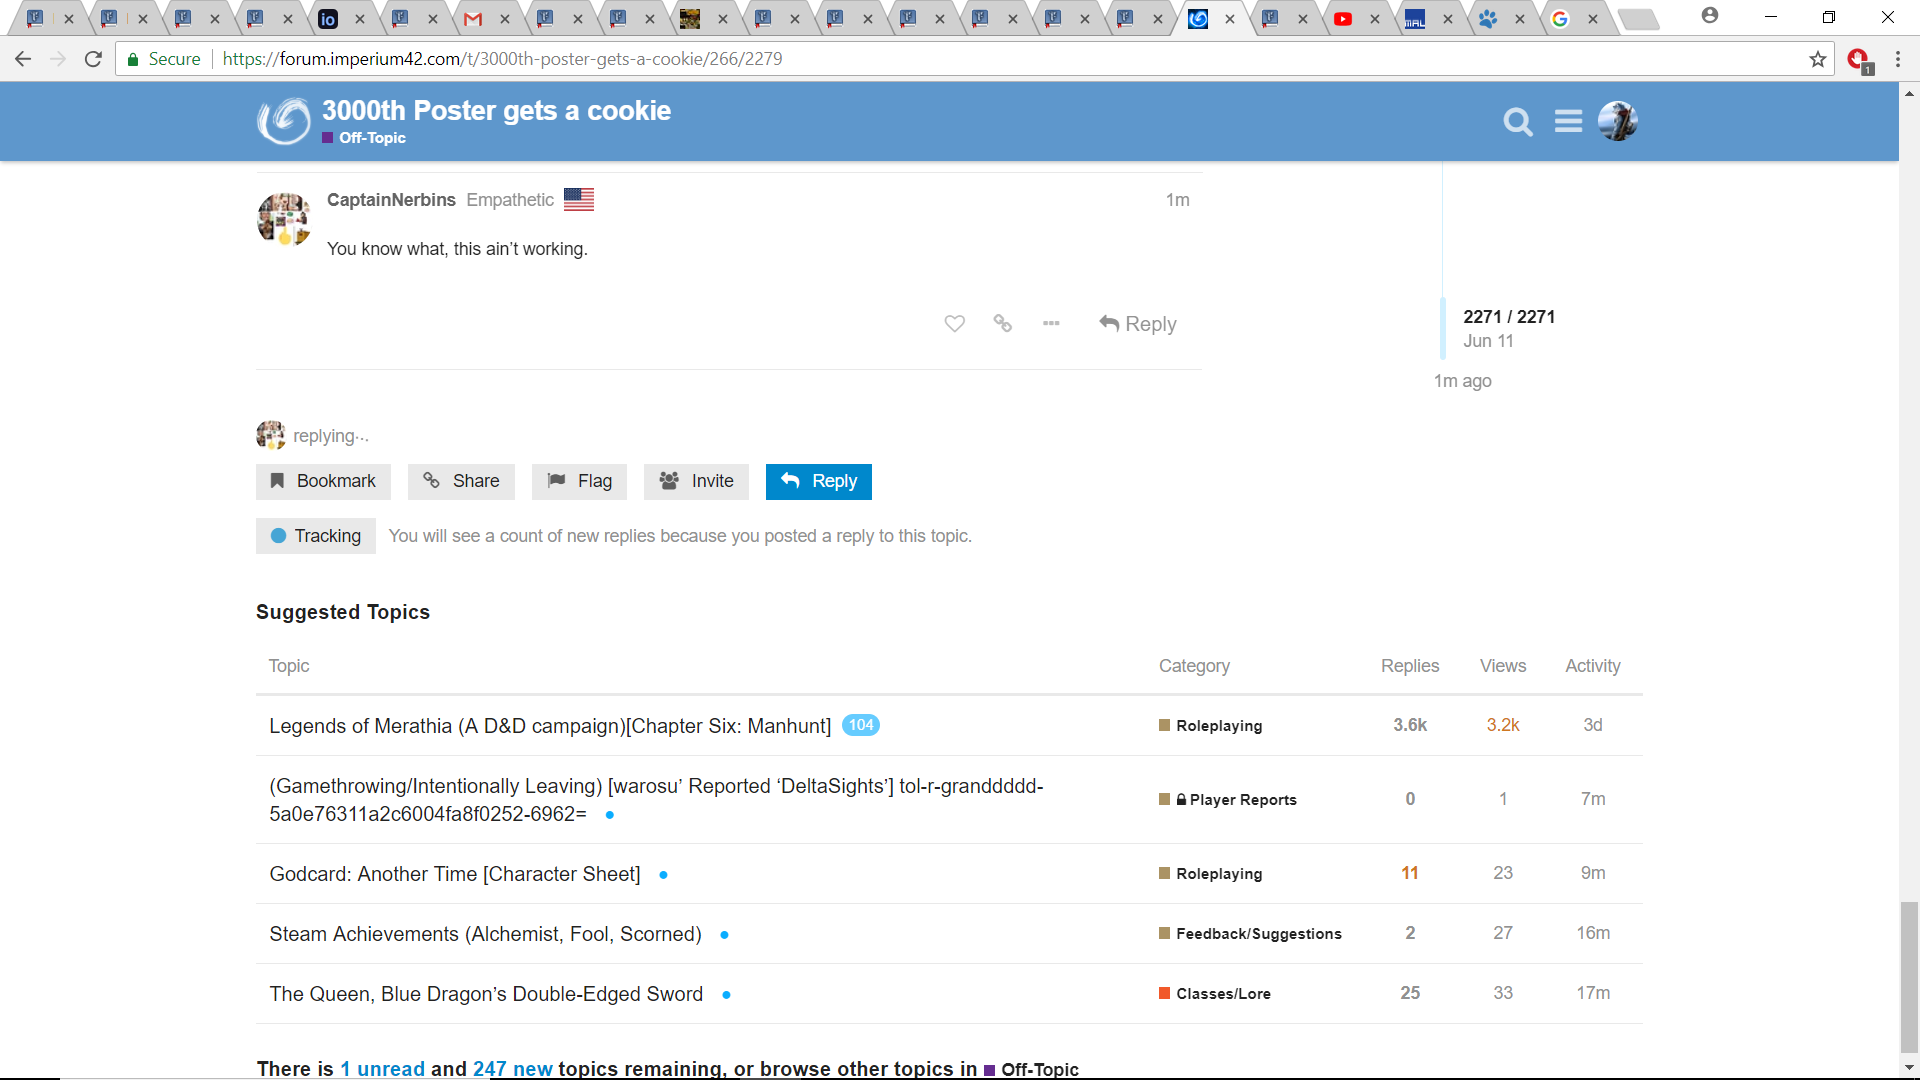 Secure https://forum.imperium42.com/t/3000th-poster-gets-a-cookie/266/2279
1
3000th Poster gets a cookie
Off-Topic
CaptainNerbins Empathetic 1m
You know what, this ain’t working.
Reply
2271 / 2271
Jun 11
1m ago
replying...
Bookmark Share Flag Invite Reply
Tracking You will see a count of new replies because you posted a reply to this topic.
Suggested Topics
Topic Category Replies Views Activity
Legends of Merathia (A D&D campaign)[Chapter Six: Manhunt] 104 Roleplaying 3.6k 3.2k 3d
(Gamethrowing/Intentionally Leaving) [warosu’ Reported ‘DeltaSights’] tol-r-granddddd-
5a0e76311a2c6004fa8f0252-6962= Player Reports 0 1 7m
Godcard: Another Time [Character Sheet] Roleplaying 11 23 9m
Steam Achievements (Alchemist, Fool, Scorned) Feedback/Suggestions 2 27 16m
The Queen, Blue Dragon’s Double-Edged Sword Classes/Lore 25 33 17m
There is 1 unread and 247 new topics remaining, or browse other topics in Off-Topic